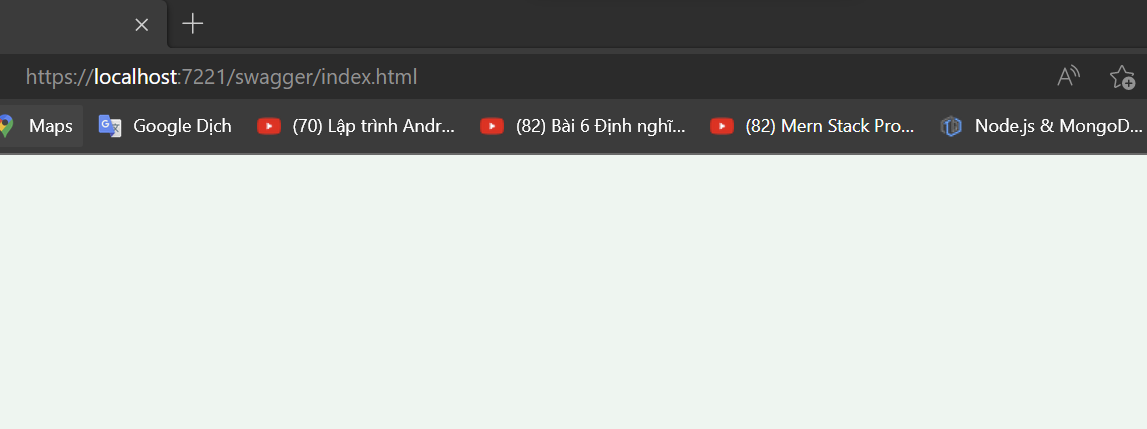 https://localhost:7221/swagger/index.html
Maps Google Dịch (70) Lập trình Andr... (82) Bài 6 Định nghĩ... (82) Mern Stack Pro... Node.js & MongoD...